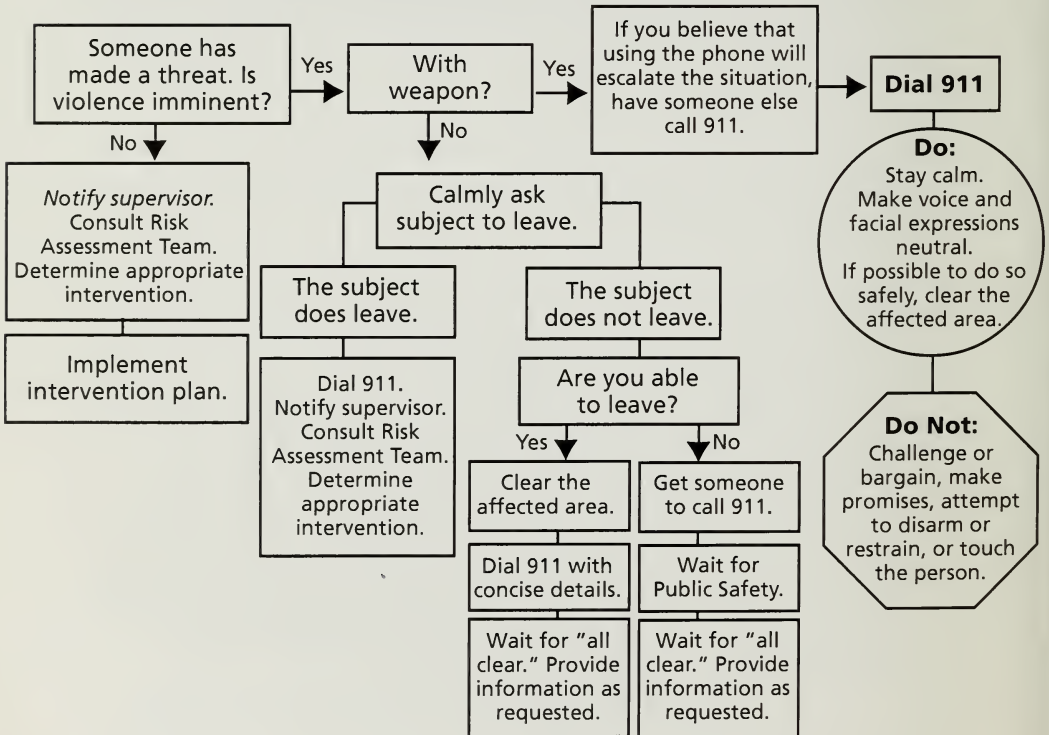 Someone has
made a threat. Is
violence imminent?
Yes
With
weapon?
Yes
If you believe that
using the phone will
escalate the situation,
have someone else
call 911.
Dial 911
No
Notify supervisor.
Consult Risk
Assessment Team.
Determine appropriate
intervention.
Implement
intervention plan.
No
Calmly ask
subject to leave.
The subject
does leave.
Dial 911.
Notify supervisor.
Consult Risk
Assessment Team.
Determine
appropriate
intervention.
The subject
does not leave.
Are you able
to leave?
Yes
Clear the
affected area.
Dial 911 with
concise details.
Wait for "all
clear." Provide
information as
requested.
No
Get someone
to call 911.
Wait for
Public Safety.
Wait for "all
clear." Provide
information as
requested.
Do:
Stay calm.
Make voice and
facial expressions
neutral.
If possible to do so
safely, clear the
affected area.
Do Not:
Challenge or
bargain, make
promises, attempt
to disarm or
restrain, or touch
the person.